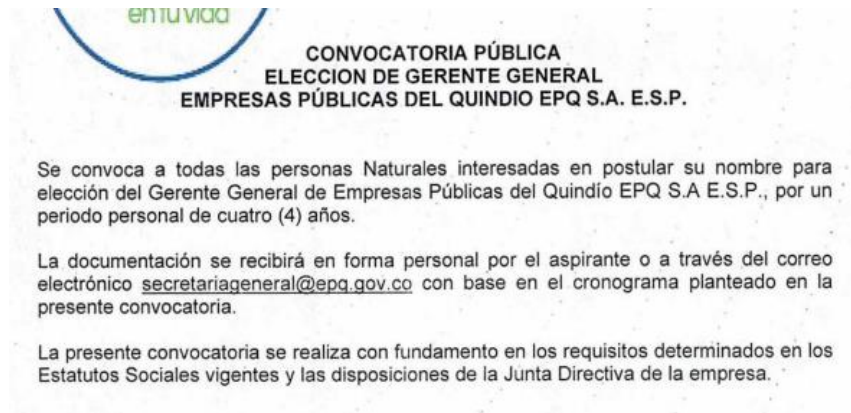 en tu vida
CONVOCATORIA PÚBLICA
ELECCION DE GERENTE GENERAL
EMPRESAS PÚBLICAS DEL QUINDIO EPQ S.A. E.S.P.
Se convoca a todas las personas Naturales interesadas en postular su nombre para
elección del Gerente General de Empresas Públicas del Quindío EPQ S.A E.S.P., por un
periodo personal de cuatro (4) años.
La documentación se recibirá en forma personal por el aspirante o a través del correo
electrónico secretariageneral@epq.gov.co con base en el cronograma planteado en la
presente convocatoria.
La presente convocatoria se realiza con fundamento en los requisitos determinados en los
Estatutos Sociales vigentes y las disposiciones de la Junta Directiva de la empresa.